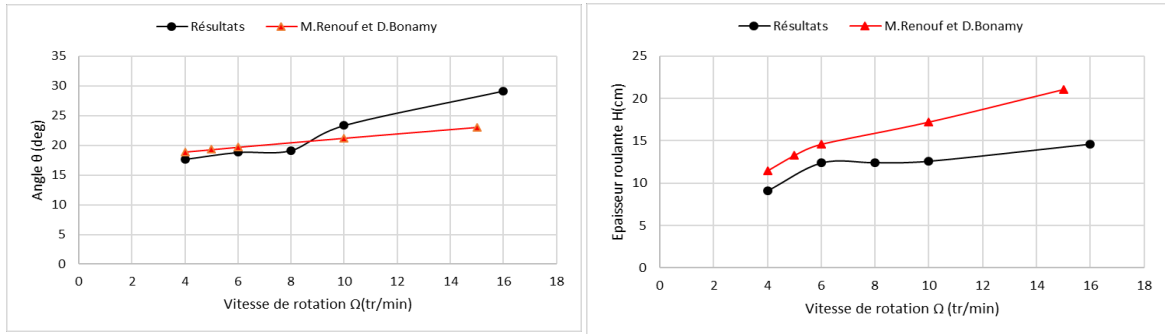 Résultats M.Renouf et D.Bonamy
35
30
25
20
15
10
5
0
0 2 4 6 8 10 12 14 16 18
Angle θ (deg)
Vitesse de rotation Ω(tr/min)
Résultats M.Renouf et D.Bonamy
25
20
15
10
5
0
0 2 4 6 8 10 12 14 16 18
Epaisseur roulante H(cm)
Vitesse de rotation Ω (tr/min)